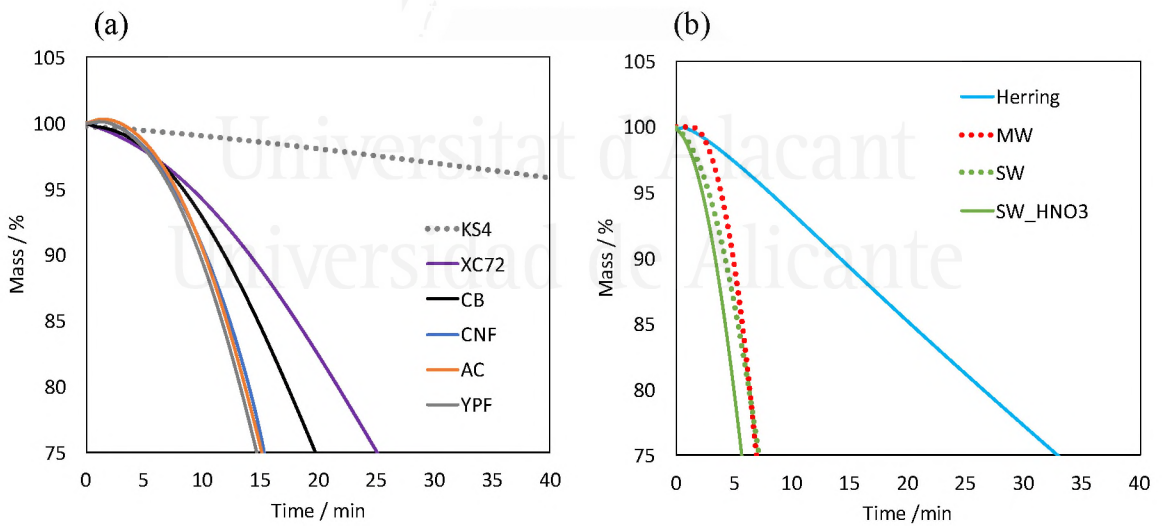 (a)
105
100
95
90
85
80
75
Mass / %
0 5 10 15 20 25 30 35 40
Time / min
KS4
XC72
CB
CNF
AC
YPF
(b)
105
100
95
90
85
80
75
Mass / %
0 5 10 15 20 25 30 35 40
Time / min
Herring
MW
SW
SW_HNO3
Universitat d'Alacant
Universidad de Alicante